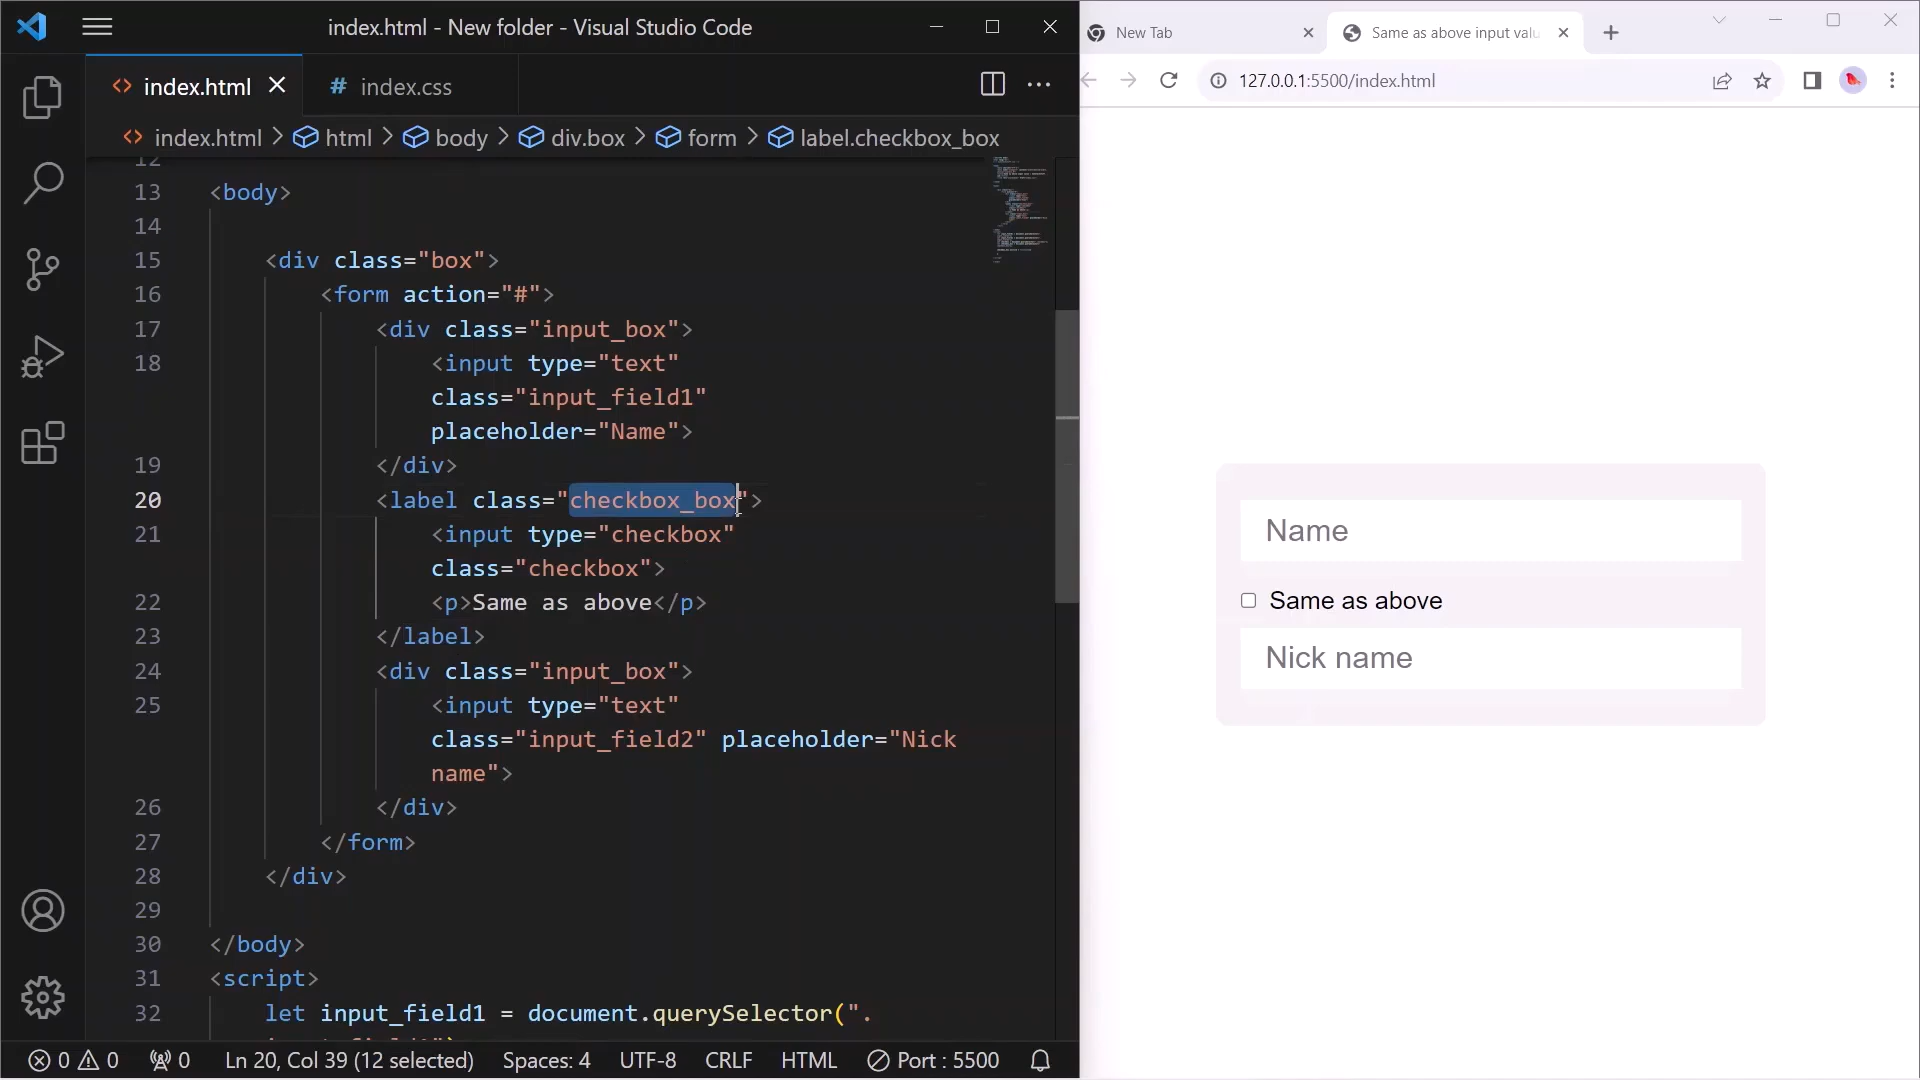 index.html - New folder - Visual Studio Code
index.html
# index.css
index.html > html > body > div.box > form > label.checkbox_box
12
13 <body>
14
15 <div class="box">
16 <form action="#">
17 <div class="input_box">
18 <input type="text"
class="input_field1"
placeholder="Name">
19 </div>
20 <label class="checkbox_box">
21 <input type="checkbox"
class="checkbox">
22 <p>Same as above</p>
23 </label>
24 <div class="input_box">
25 <input type="text"
class="input_field2" placeholder="Nick
name">
26 </div>
27 </form>
28 </div>
29
30 </body>
31 <script>
32 let input_field1 = document.querySelector(".
0 0 0 Ln 20, Col 39 (12 selected) Spaces: 4 UTF-8 CRLF HTML Port : 5500
New Tab
Same as above input valu
127.0.0.1:5500/index.html
Name
Same as above
Nick name